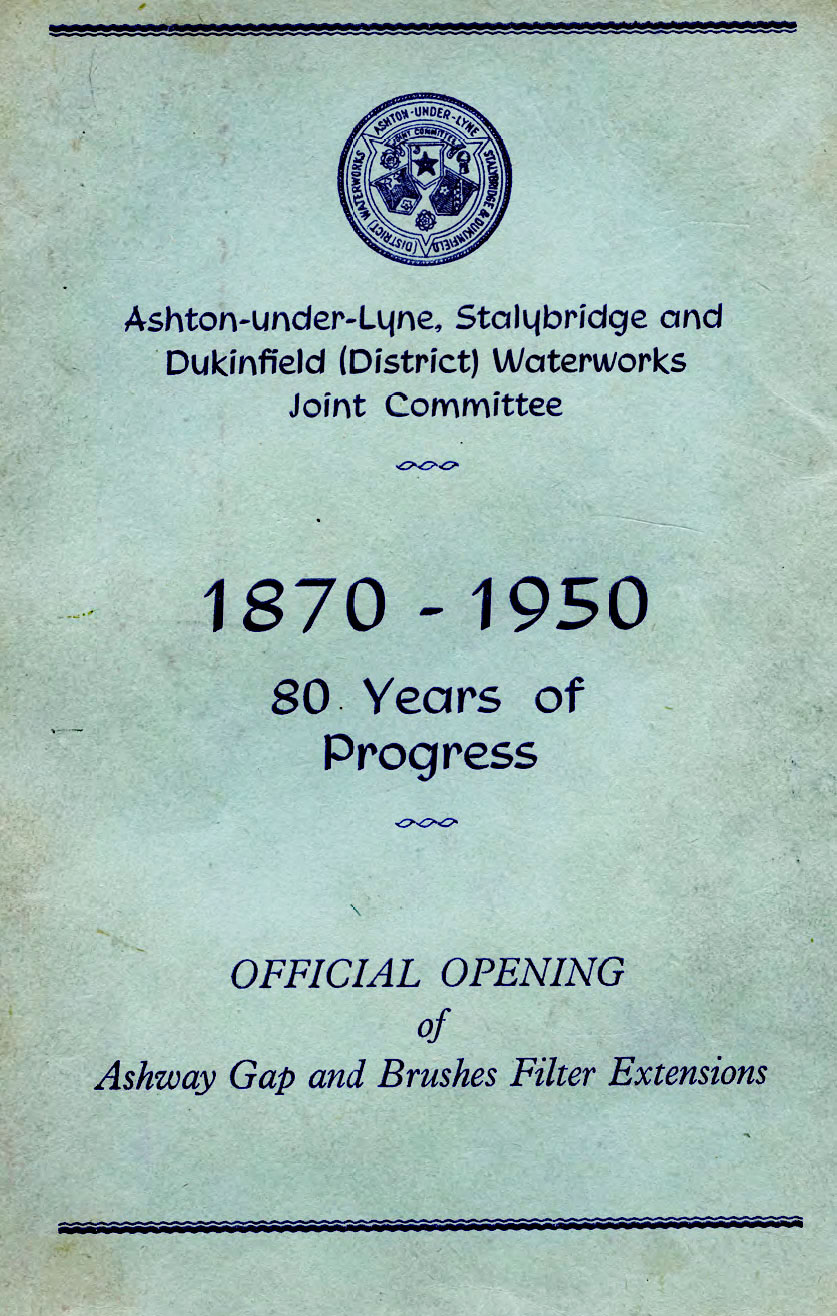 ASHTON-UNDER-LYNE
STALYBRIDGE & DUKINFIELD
(DISTRICT) WATERWORKS
JOINT COMMITTEE
Ashton-under-Lyne, Stalybridge and
Dukinfield (District) Waterworks
Joint Committee
1870 - 1950
80 Years of
Progress
OFFICIAL OPENING
of
Ashway Gap and Brushes Filter Extensions